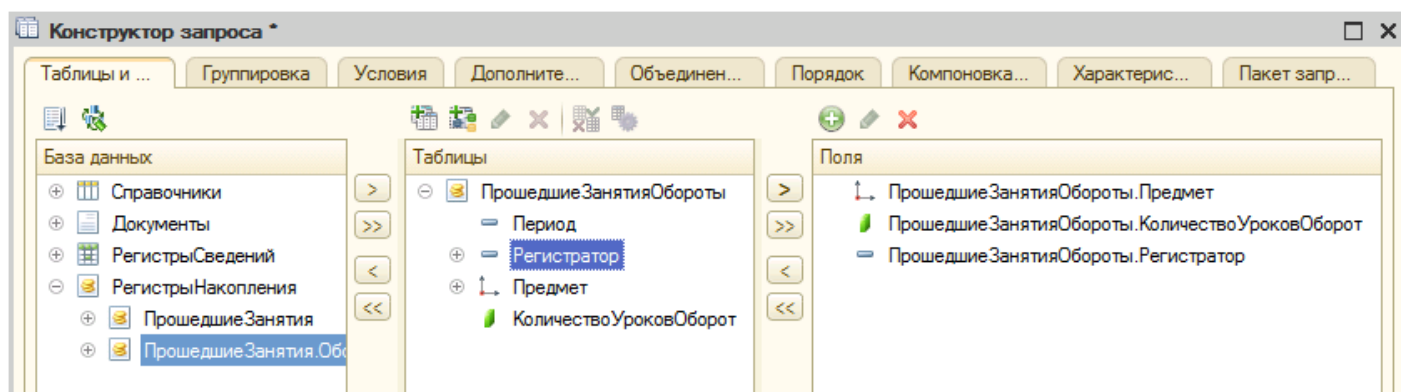 Конструктор запроса *
Таблицы и ...
Группировка
Условия
Дополните...
Объединен...
Порядок
Компоновка...
Характерис...
Пакет запр...
База данных
Справочники
Документы
РегистрыСведений
РегистрыНакопления
ПрошедшиеЗанятия
ПрошедшиеЗанятия.Обо
Таблицы
ПрошедшиеЗанятияОбороты
Период
Регистратор
Предмет
КоличествоУроковОборот
>
>>
<
<<
>
>>
<
<<
Поля
ПрошедшиеЗанятияОбороты.Предмет
ПрошедшиеЗанятияОбороты.КоличествоУроковОборот
ПрошедшиеЗанятияОбороты.Регистратор